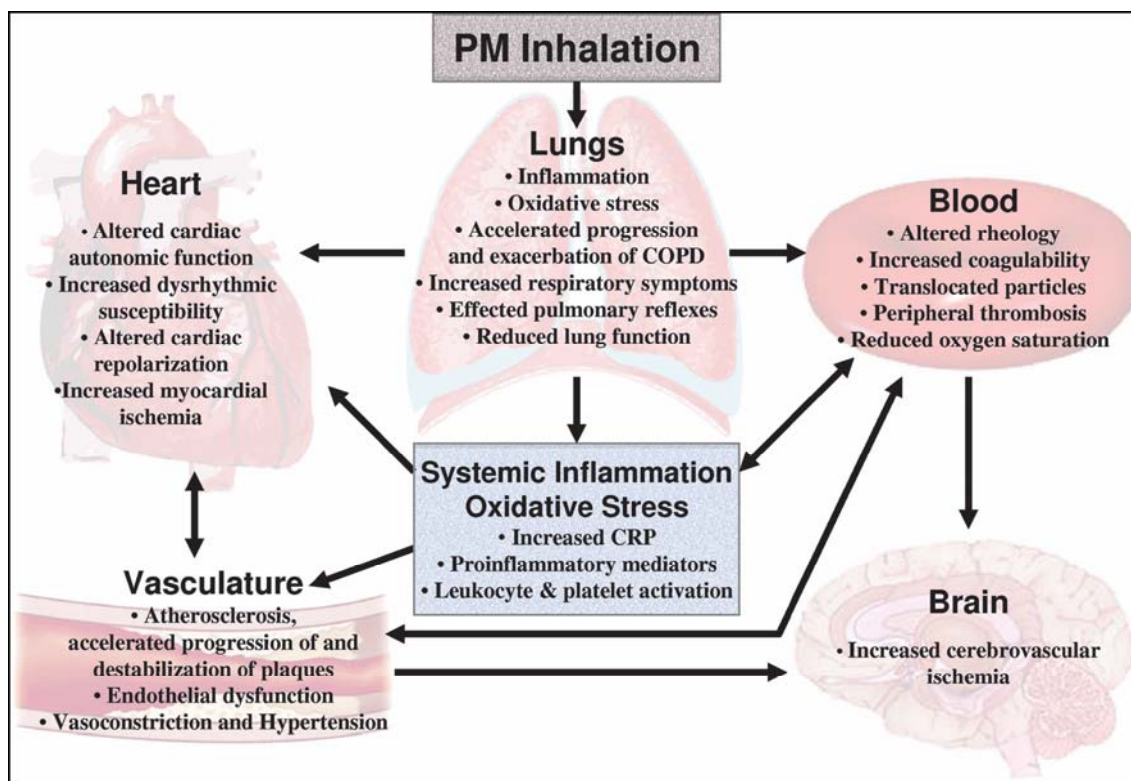 PM Inhalation
Lungs
• Inflammation
• Oxidative stress
• Accelerated progression
and exacerbation of COPD
• Increased respiratory symptoms
• Effected pulmonary reflexes
• Reduced lung function
Heart
• Altered cardiac
autonomic function
• Increased dysrhythmic
susceptibility
• Altered cardiac
repolarization
•Increased myocardial
ischemia
Blood
• Altered rheology
• Increased coagulability
• Translocated particles
• Peripheral thrombosis
• Reduced oxygen saturation
Systemic Inflammation
Oxidative Stress
• Increased CRP
• Proinflammatory mediators
• Leukocyte & platelet activation
Vasculature
• Atherosclerosis,
accelerated progression of and
destabilization of plaques
• Endothelial dysfunction
• Vasoconstriction and Hypertension
Brain
• Increased cerebrovascular
ischemia